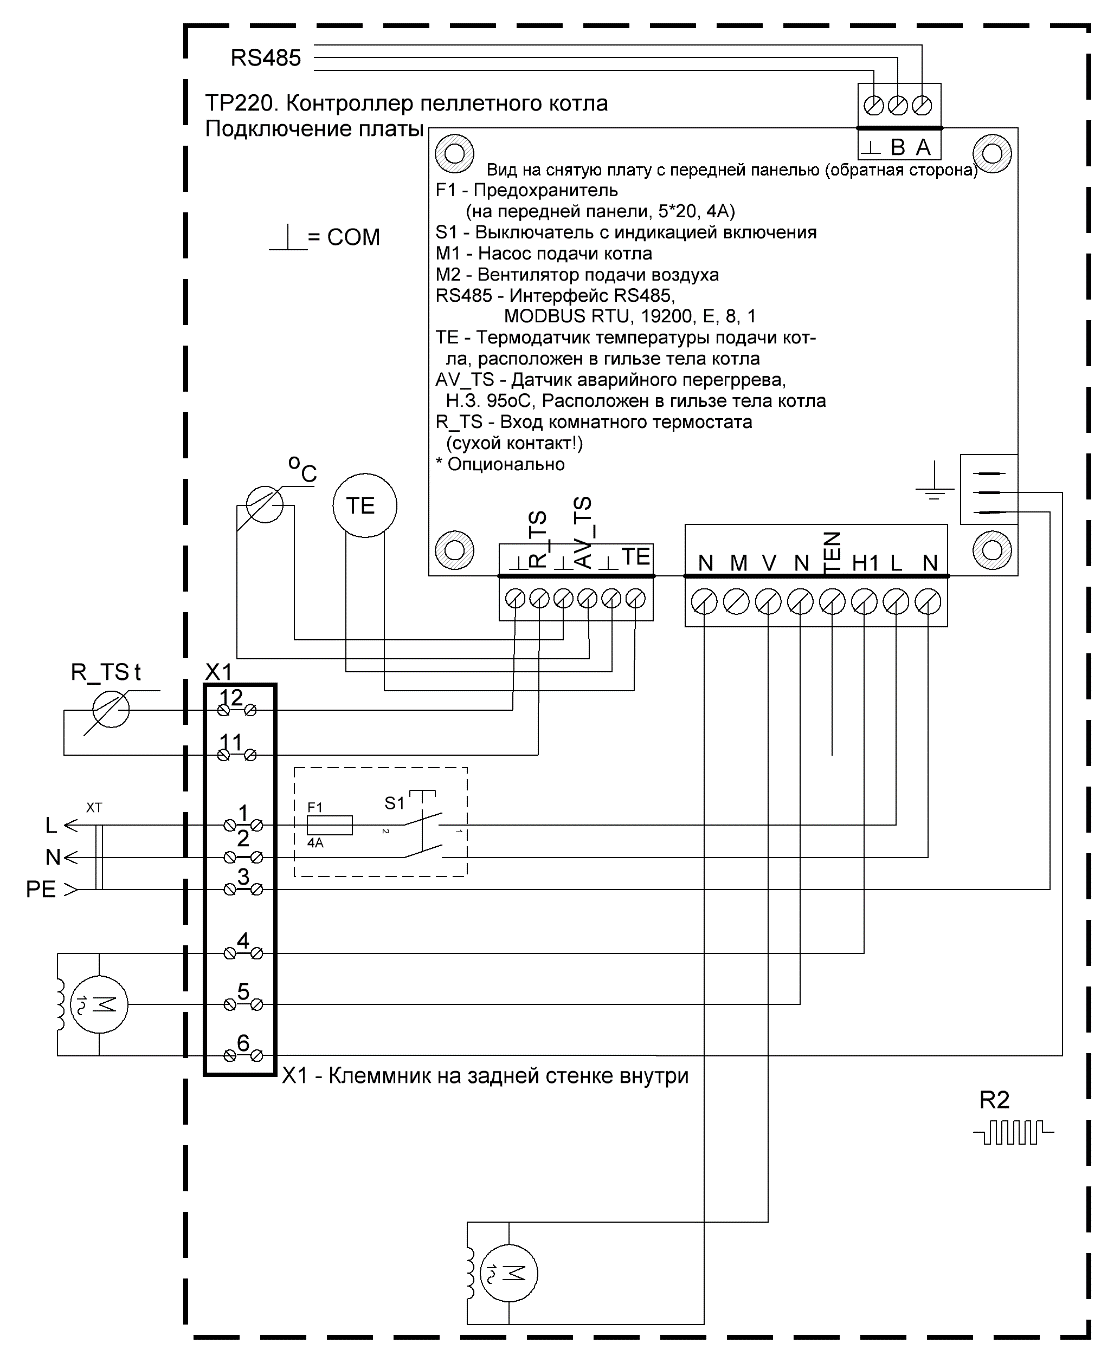 RS485
TP220. Контроллер пеллетного котла
Подключение платы
⊥ B A
Вид на снятую плату с передней панелью (обратная сторона)
F1 - Предохранитель
(на передней панели, 5*20, 4А)
S1 - Выключатель с индикацией включения
M1 - Насос подачи котла
M2 - Вентилятор подачи воздуха
RS485 - Интерфейс RS485,
MODBUS RTU, 19200, E, 8, 1
TE - Термодатчик температуры подачи кот-
ла, расположен в гильзе тела котла
AV_TS - Датчик аварийного перегррева,
Н.З. 95оС, Расположен в гильзе тела котла
R_TS - Вход комнатного термостата
(сухой контакт!)
* Опционально
⊥ = COM
oC
TE
⊥ R_TS ⊥ AV_TS ⊥ TE
N M V N TEN H1 L N
R_TS t
X1
12
11
XT
L
N
PE
1
2
3
4
5
6
F1
4A
S1
2
1
M
1~
X1 - Клеммник на задней стенке внутри
R2
M
1~